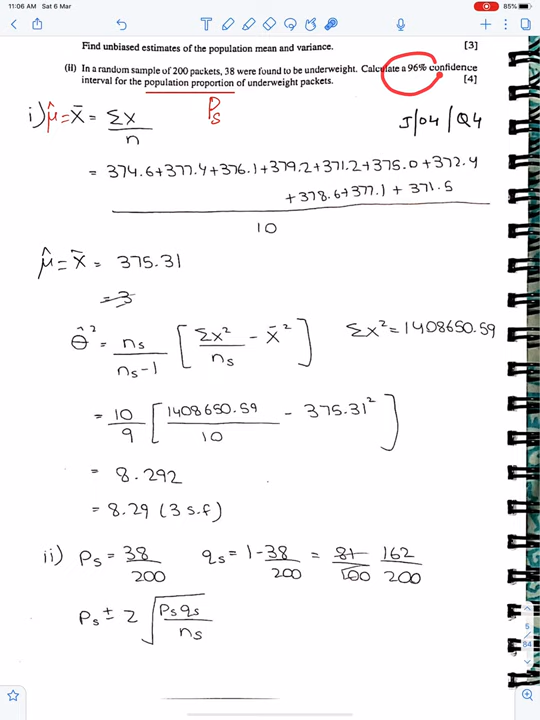 11:06 AM Sat 6 Mar
85%
Find unbiased estimates of the population mean and variance. [3]
(ii) In a random sample of 200 packets, 38 were found to be underweight. Calculate a 96% confidence
interval for the population proportion of underweight packets. [4]
Ps
J/04/Q4
i) μ̂ = x̄ = Σx / n
= 374.6+377.4+376.1+379.2+371.2+375.0+372.4
+378.6+377.1+371.5
10
μ̂ = x̄ = 375.31
= 3
θ̂² = ns / ns-1 [ Σx² / ns - x̄² ] Σx² = 1408650.59
= 10 / 9 [ 1408650.59 / 10 - 375.31² ]
= 8.292
= 8.29 (3 s.f)
ii) Ps = 38 / 200 qs = 1 - 38 / 200 = 81 / 100 162 / 200
Ps ± z √ Ps qs / ns
5
/
84